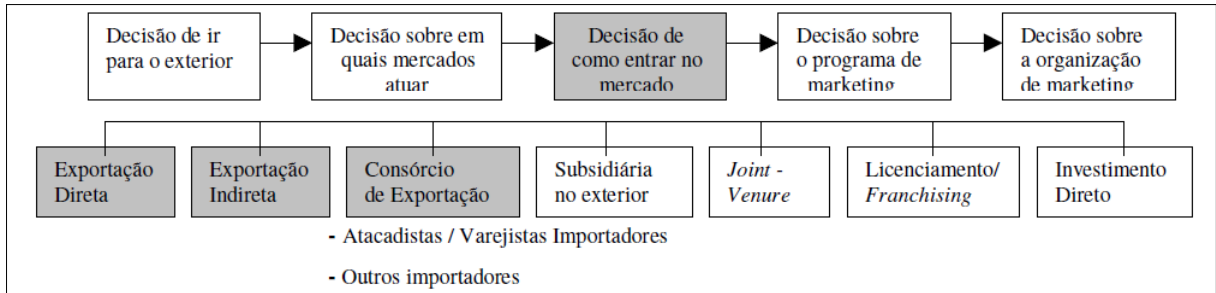 Decisão de ir
para o exterior
Decisão sobre em
quais mercados
atuar
Decisão de
como entrar no
mercado
Decisão sobre
o programa de
marketing
Decisão sobre
a organização
de marketing
Exportação
Direta
Exportação
Indireta
Consórcio
de Exportação
Subsidiária
no exterior
Joint -
Venure
Licenciamento/
Franchising
Investimento
Direto
- Atacadistas / Varejistas Importadores
- Outros importadores